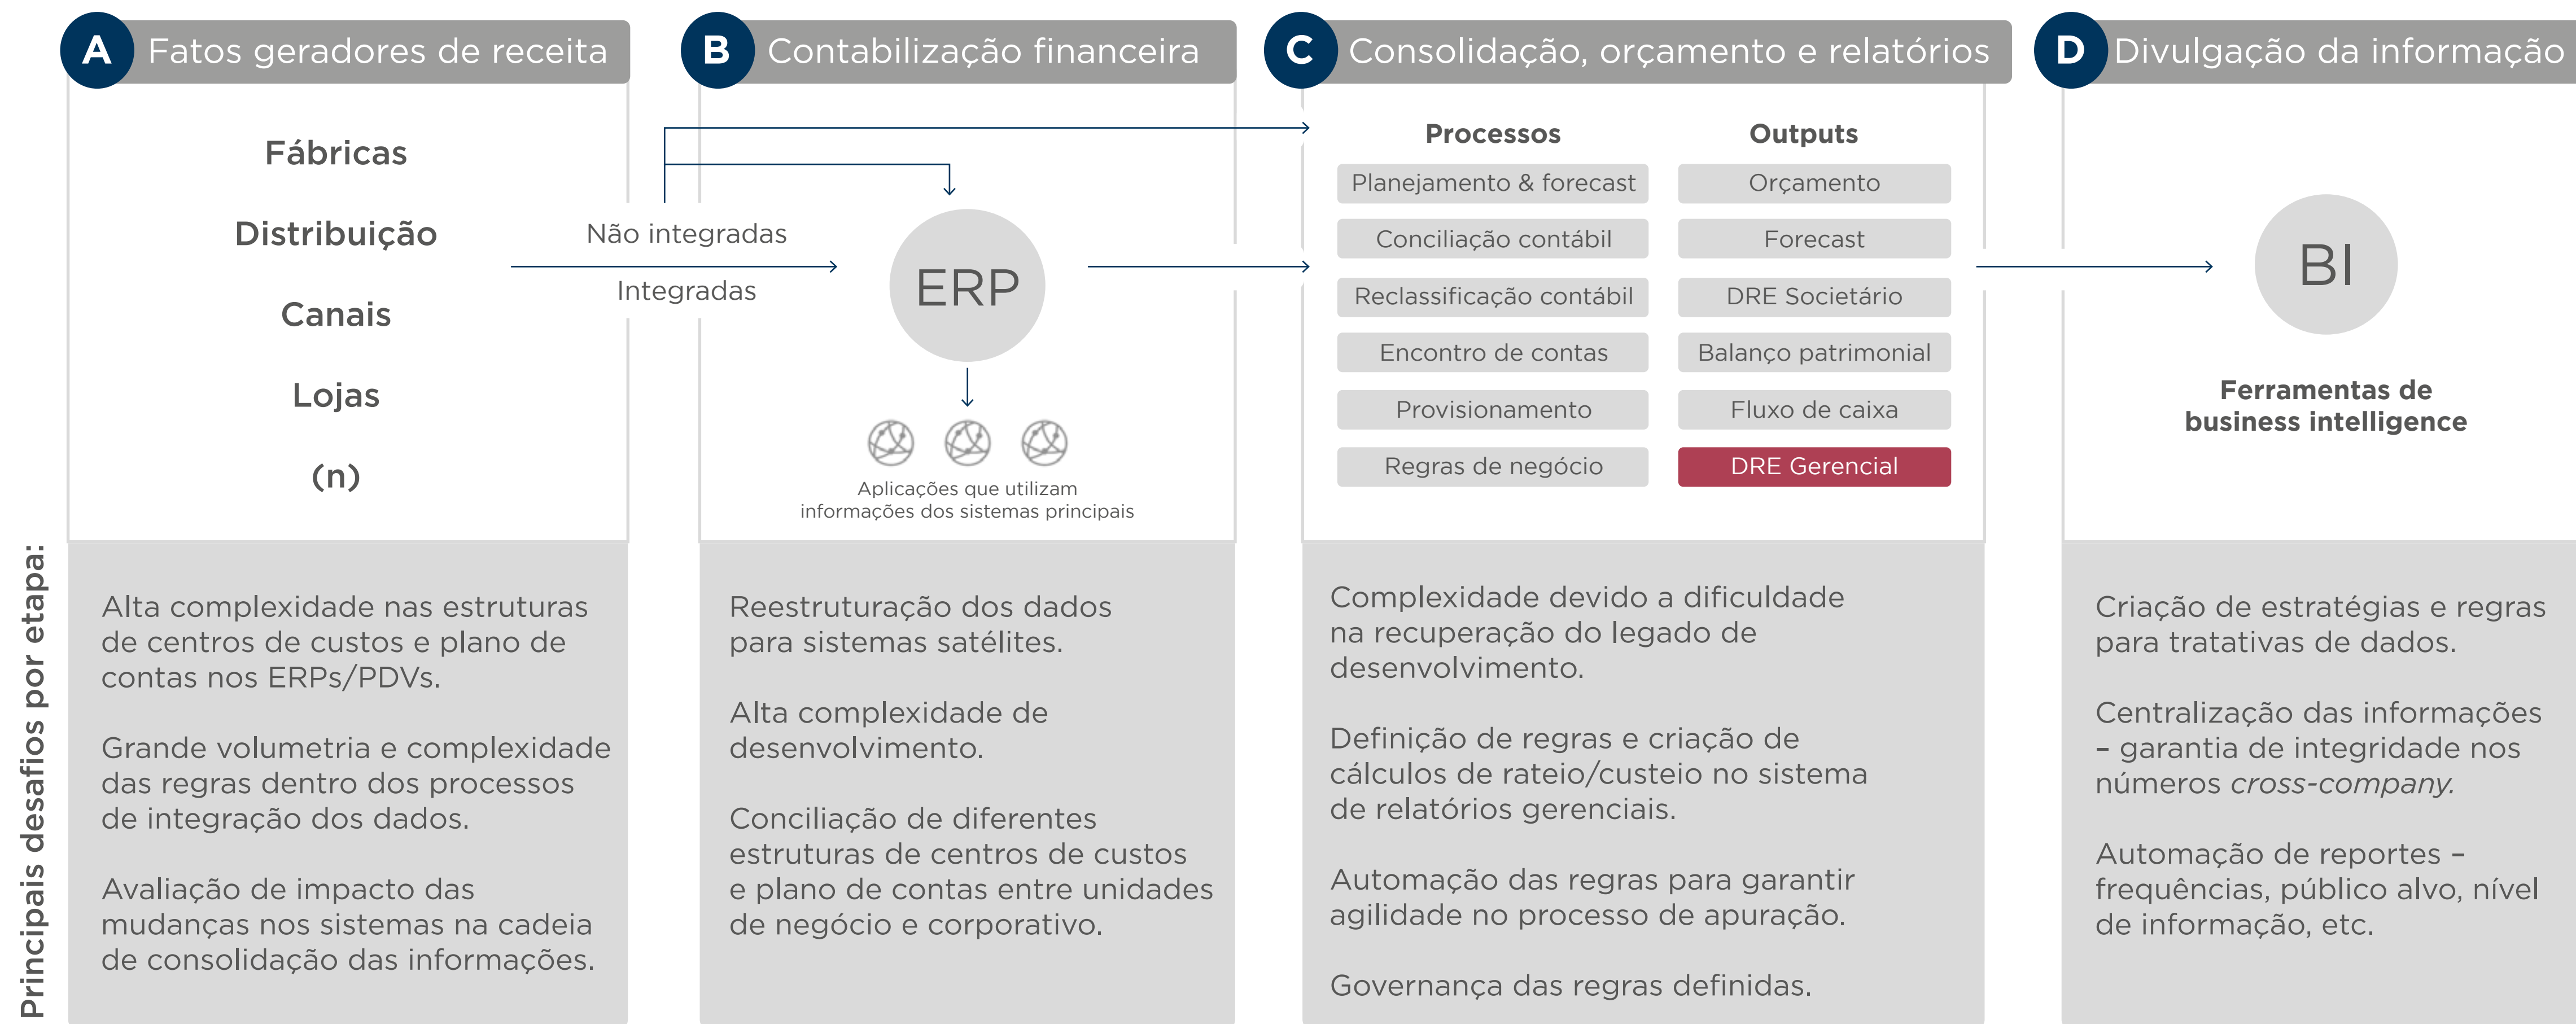 A Fatos geradores de receita
Fábricas
Distribuição
Canais
Lojas
(n)
Não integradas
Integradas
B Contabilização financeira
ERP
Aplicações que utilizam
informações dos sistemas principais
C Consolidação, orçamento e relatórios
Processos
Planejamento & forecast
Conciliação contábil
Reclassificação contábil
Encontro de contas
Provisionamento
Regras de negócio
Outputs
Orçamento
Forecast
DRE Societário
Balanço patrimonial
Fluxo de caixa
DRE Gerencial
D Divulgação da informação
BI
Ferramentas de
business intelligence
Principais desafios por etapa:
Alta complexidade nas estruturas
de centros de custos e plano de
contas nos ERPs/PDVs.
Grande volumetria e complexidade
das regras dentro dos processos
de integração dos dados.
Avaliação de impacto das
mudanças nos sistemas na cadeia
de consolidação das informações.
Reestruturação dos dados
para sistemas satélites.
Alta complexidade de
desenvolvimento.
Conciliação de diferentes
estruturas de centros de custos
e plano de contas entre unidades
de negócio e corporativo.
Complexidade devido a dificuldade
na recuperação do legado de
desenvolvimento.
Definição de regras e criação de
cálculos de rateio/custeio no sistema
de relatórios gerenciais.
Automação das regras para garantir
agilidade no processo de apuração.
Governança das regras definidas.
Criação de estratégias e regras
para tratativas de dados.
Centralização das informações
– garantia de integridade nos
números cross-company.
Automação de reportes –
frequências, público alvo, nível
de informação, etc.